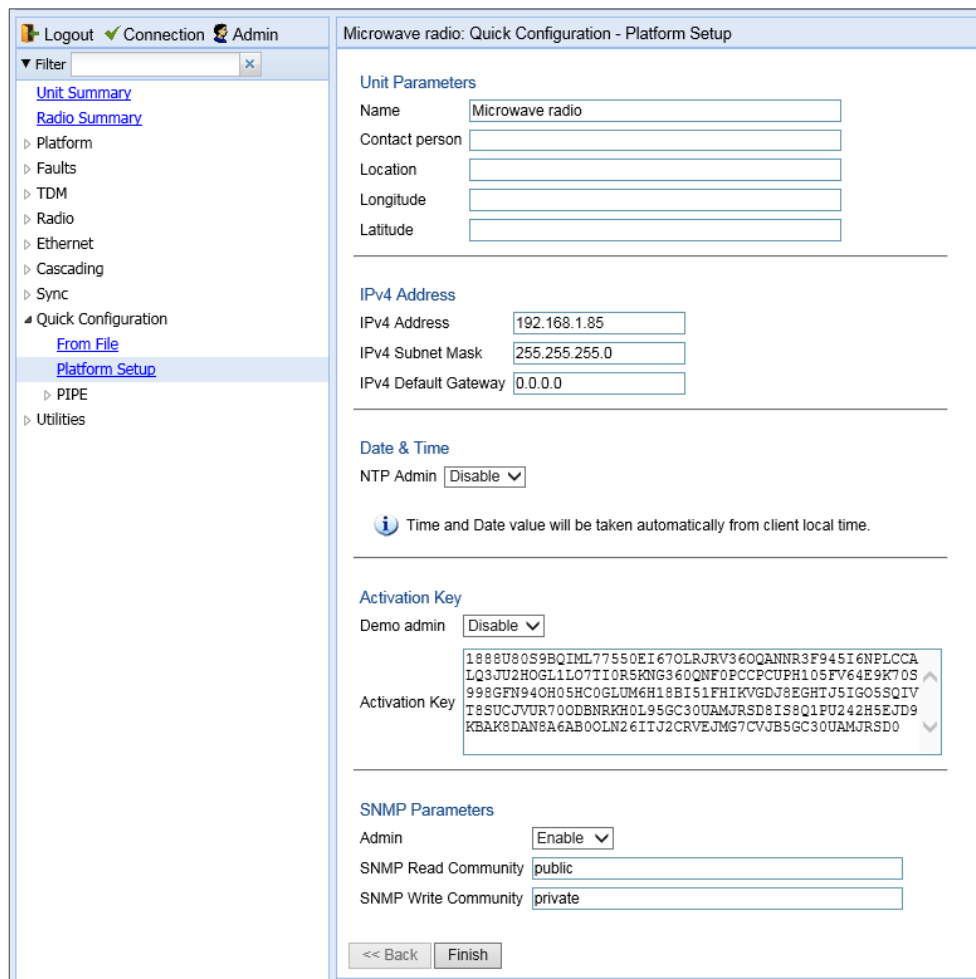 Logout Connection Admin
Filter
Unit Summary
Radio Summary
Platform
Faults
TDM
Radio
Ethernet
Cascading
Sync
Quick Configuration
From File
Platform Setup
PIPE
Utilities
Microwave radio: Quick Configuration - Platform Setup
Unit Parameters
Name Microwave radio
Contact person
Location
Longitude
Latitude
IPv4 Address
IPv4 Address 192.168.1.85
IPv4 Subnet Mask 255.255.255.0
IPv4 Default Gateway 0.0.0.0
Date & Time
NTP Admin Disable
Time and Date value will be taken automatically from client local time.
Activation Key
Demo admin Disable
Activation Key
1888U80S9BQIML77550EI67OLRJRV36OQANNR3F945I6NPLCCA
LQ3JU2HOGL1LO7TI0R5KNG360QNF0PCCPCUPH105FV64E9K70S
998GFN94OH05HC0GLUM6H18BI51FHIKVGDJ8EGHTJ5IGO5SQIV
T8SUCJVUR70ODBNRKH0L95GC30UAMJRSD8IS8Q1PU242H5EJD9
KBAK8DAN8A6AB0OLN26ITJ2CRVEJMG7CVJB5GC30UAMJRSD0
SNMP Parameters
Admin Enable
SNMP Read Community public
SNMP Write Community private
<< Back Finish